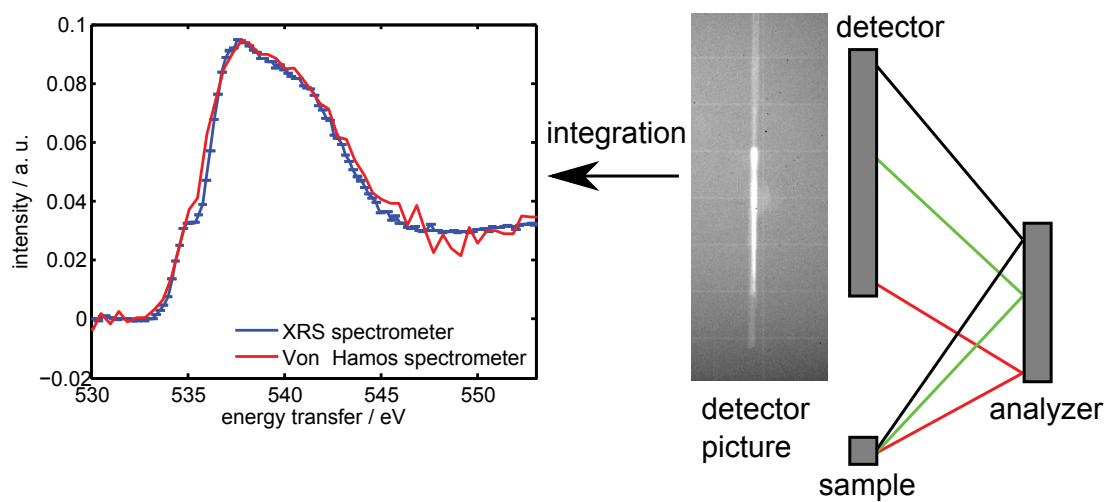 0.1
0.08
0.06
0.04
0.02
0
−0.02
intensity / a. u.
XRS spectrometer
Von Hamos spectrometer
530
535
540
545
550
energy transfer / eV
integration
detector
picture
detector
analyzer
sample